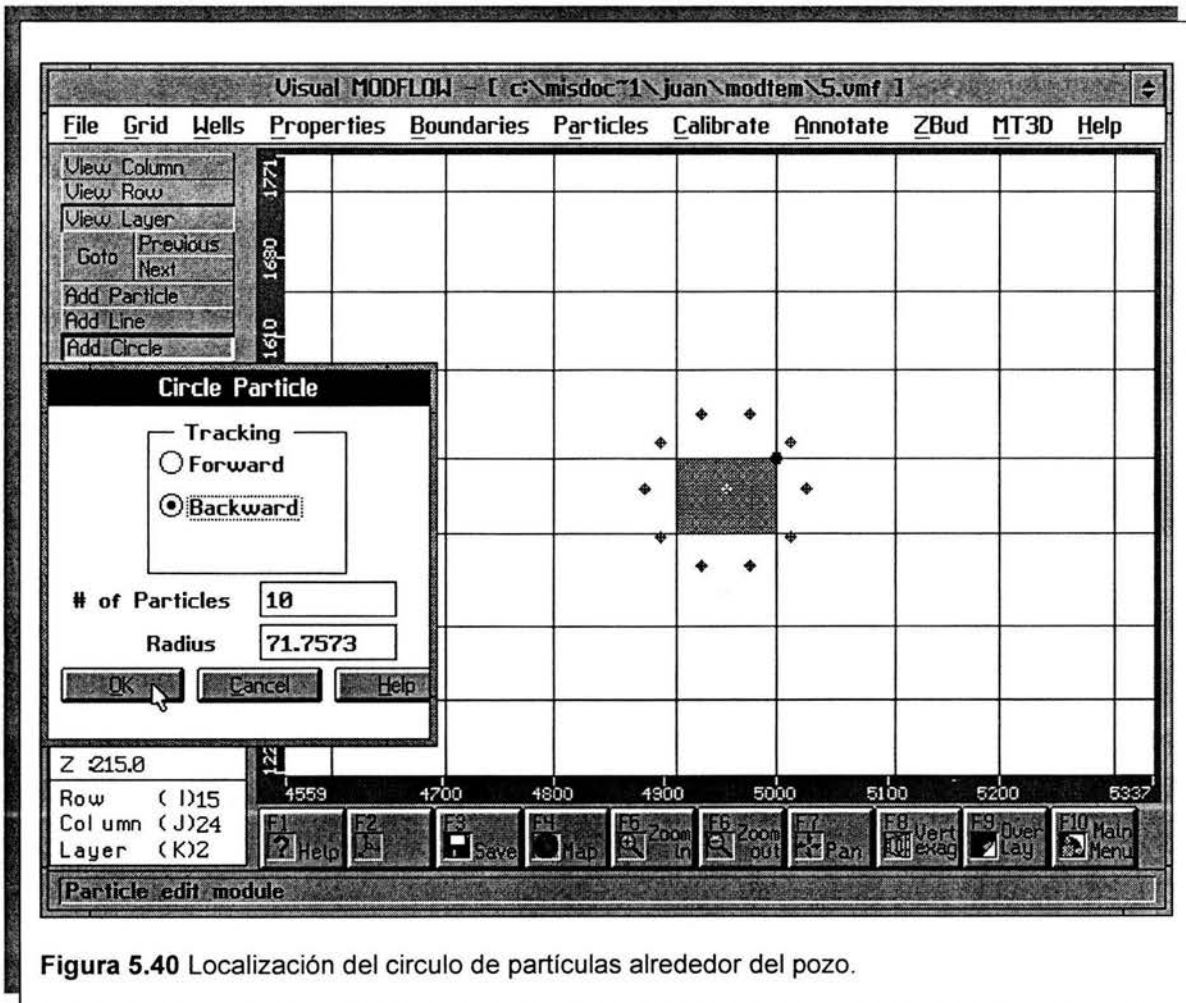 Visual MODFLOW - [ c:\misdoc~1\juan\modtem\5.vmf ]
File Grid Wells Properties Boundaries Particles Calibrate Annotate ZBud MT3D Help
View Column
View Row
View Layer
Goto Previous
Next
Add Particle
Add Line
Add Circle
1771
1690
1610
Circle Particle
Tracking
Forward
Backward
# of Particles 10
Radius 71.7573
OK Cancel Help
Z :215.0
Row ( I)15
Column (J)24
Layer (K)2
4559 4700 4800 4900 5000 5100 5200 5337
F1 Help F2 F3 Save F4 Map F5 Zoom in F6 Zoom out F7 Pan F8 Vert exag F9 Over lay F10 Main Menu
Particle edit module
Figura 5.40 Localización del circulo de partículas alrededor del pozo.